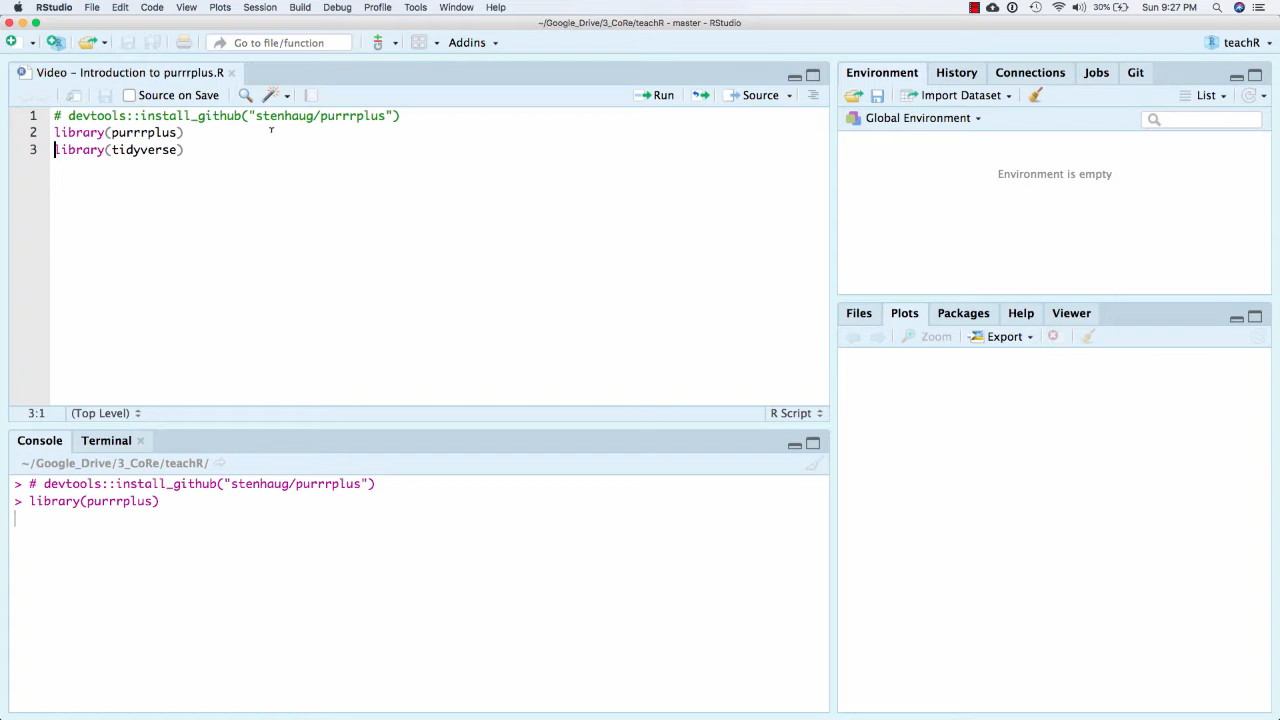 RStudio File Edit Code View Plots Session Build Debug Profile Tools Window Help 30% Sun 9:27 PM
~/Google_Drive/3_CoRe/teachR - master - RStudio
Go to file/function Addins teachR
Video - Introduction to purrrplus.R
Source on Save Run Source
1 # devtools::install_github("stenhaug/purrrplus")
2 library(purrrplus)
3 library(tidyverse)
3:1 (Top Level) R Script
Console Terminal
~/Google_Drive/3_CoRe/teachR/
> # devtools::install_github("stenhaug/purrrplus")
> library(purrrplus)
Environment History Connections Jobs Git
Import Dataset List
Global Environment
Environment is empty
Files Plots Packages Help Viewer
Zoom Export